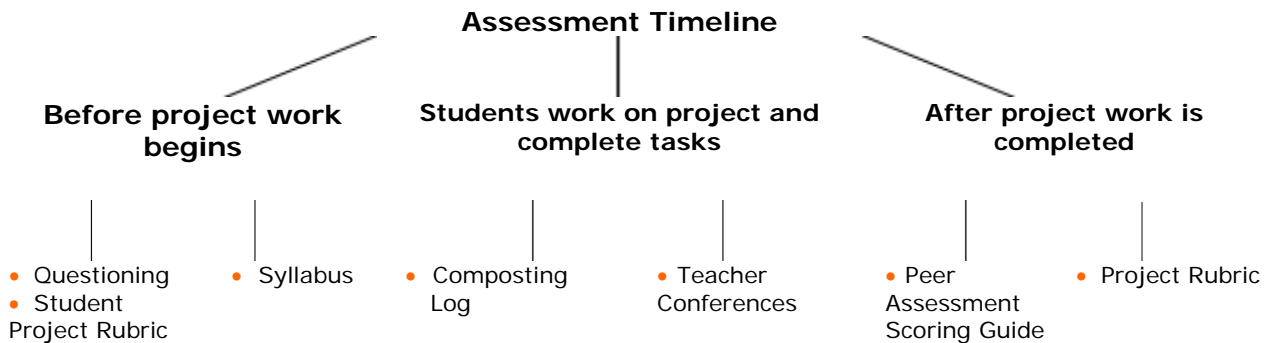 Assessment Timeline
Before project work
begins
Students work on project and
complete tasks
After project work is
completed
• Questioning
• Student
Project Rubric
• Syllabus
• Composting
Log
• Teacher
Conferences
• Peer
Assessment
Scoring Guide
• Project Rubric